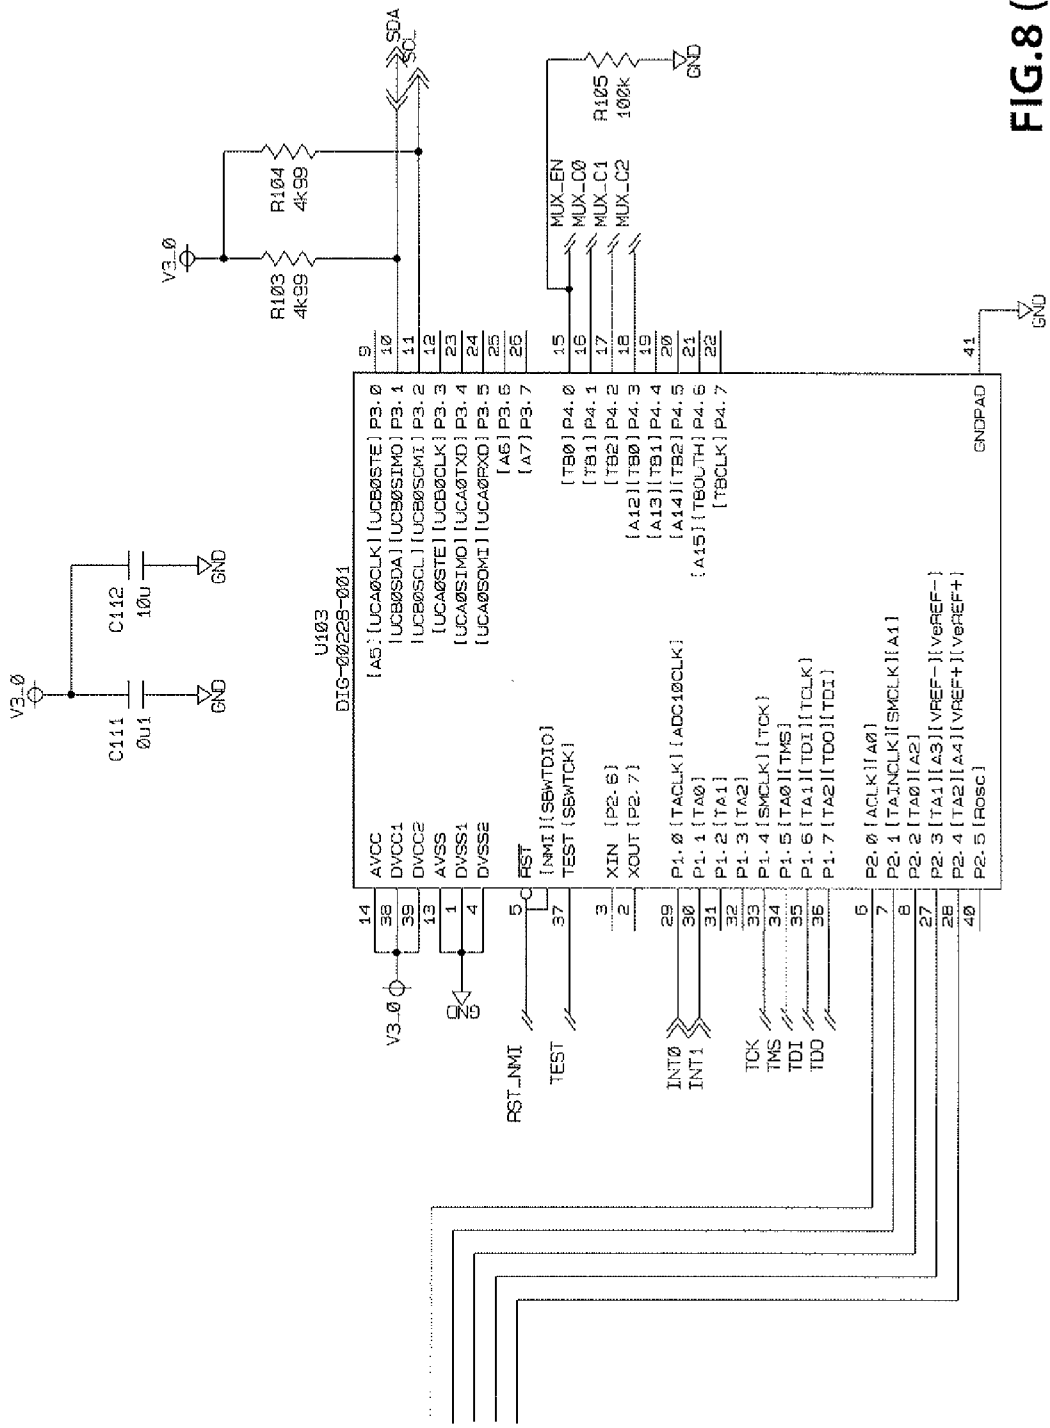 FIG.8 (
SDA
SCL
V3_0
R104
4k99
R103
4k99
R105
100k
GND
MUX_EN
MUX_C0
MUX_C1
MUX_C2
V3_0
C112
10u
GND
C111
0u1
GND
U103
DIG-00228-001
[A5][UCA0CLK][UCB0STE]P3.0 9
[UCB0SDA][UCB0SIMO]P3.1 10
[UCB0SCL][UCB0SOMI]P3.2 11
[UCA0STE][UCB0CLK]P3.3 12
[UCA0SIMO][UCA0TXD]P3.4 23
[UCA0SOMI][UCA0RXD]P3.5 24
[A6]P3.6 25
[A7]P3.7 26
[TB0]P4.0 15
[TB1]P4.1 16
[TB2]P4.2 17
[A12][TB0]P4.3 18
[A13][TB1]P4.4 19
[A14][TB2]P4.5 20
[A15][TBOUTH]P4.6 21
[TBCLK]P4.7 22
GNDPAD 41
GND
14 AVCC
38 DVCC1
39 DVCC2
13 AVSS
1 DVSS1
4 DVSS2
V3_0
GND
RST_NMI 5 RST
[NMI][SBWTDIO]
TEST 37 TEST[SBWTCK]
3 XIN [P2.6]
2 XOUT[P2.7]
INT0 29 P1.0[TACLK][ADC10CLK]
INT1 30 P1.1[TA0]
31 P1.2[TA1]
32 P1.3[TA2]
TCK 33 P1.4[SMCLK][TCK]
TMS 34 P1.5[TA0][TMS]
TDI 35 P1.6[TA1][TDI][TCLK]
TDO 36 P1.7[TA2][TDO][TDI]
6 P2.0[ACLK][A0]
7 P2.1[TAINCLK][SMCLK][A1]
8 P2.2[TA0][A2]
27 P2.3[TA1][A3][VREF-][VeREF-]
28 P2.4[TA2][A4][VREF+][VeREF+]
40 P2.5[Rosc]